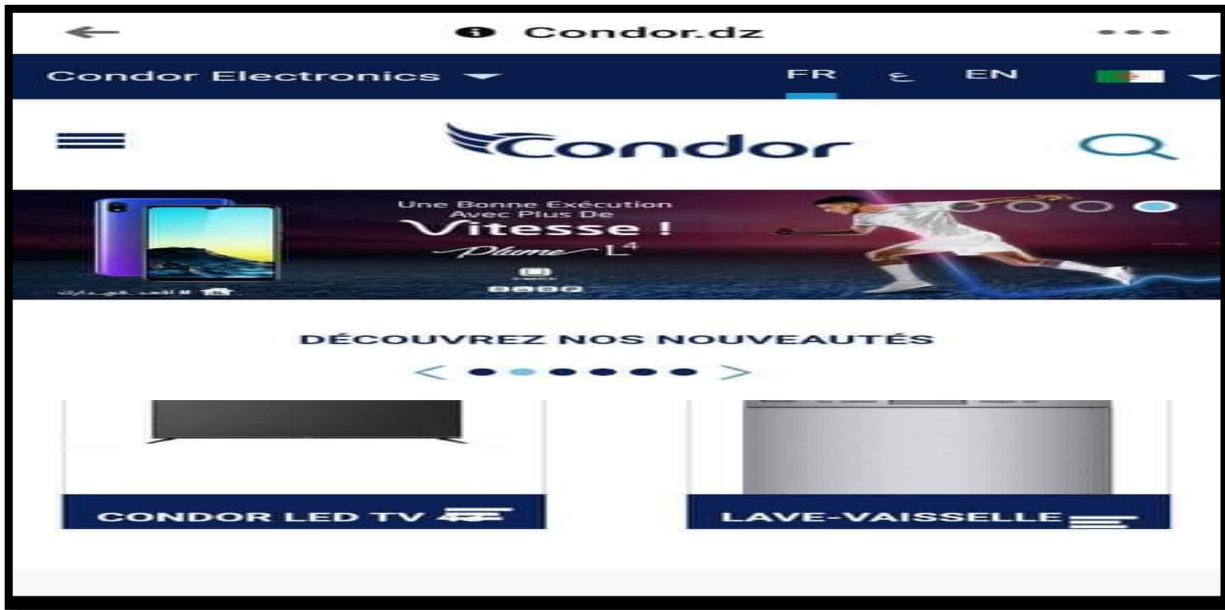 Condor.dz
Condor Electronics FR ع EN
Condor
Une Bonne Exécution
Avec Plus De
Vitesse !
Plume L4
DÉCOUVREZ NOS NOUVEAUTÉS
CONDOR LED TV
LAVE-VAISSELLE